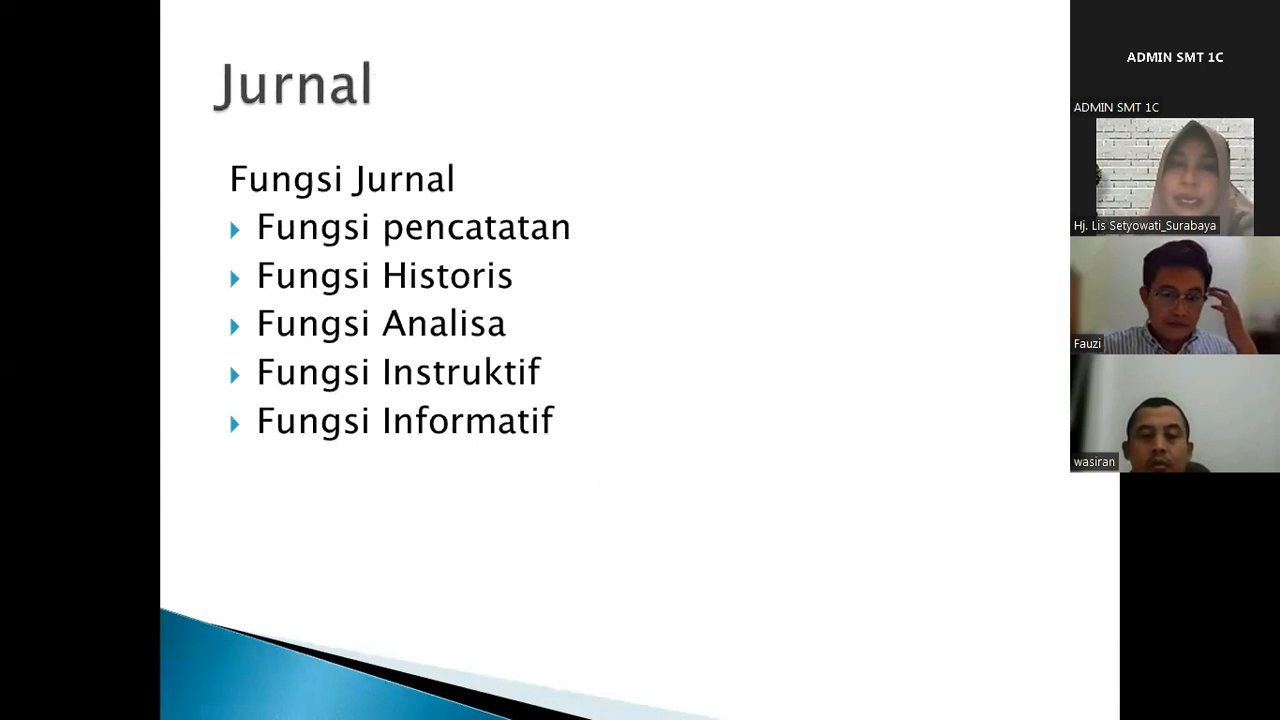 Jurnal
Fungsi Jurnal
Fungsi pencatatan
Fungsi Historis
Fungsi Analisa
Fungsi Instruktif
Fungsi Informatif
ADMIN SMT 1C
ADMIN SMT 1C
Hj. Lis Setyowati_Surabaya
Fauzi
wasiran